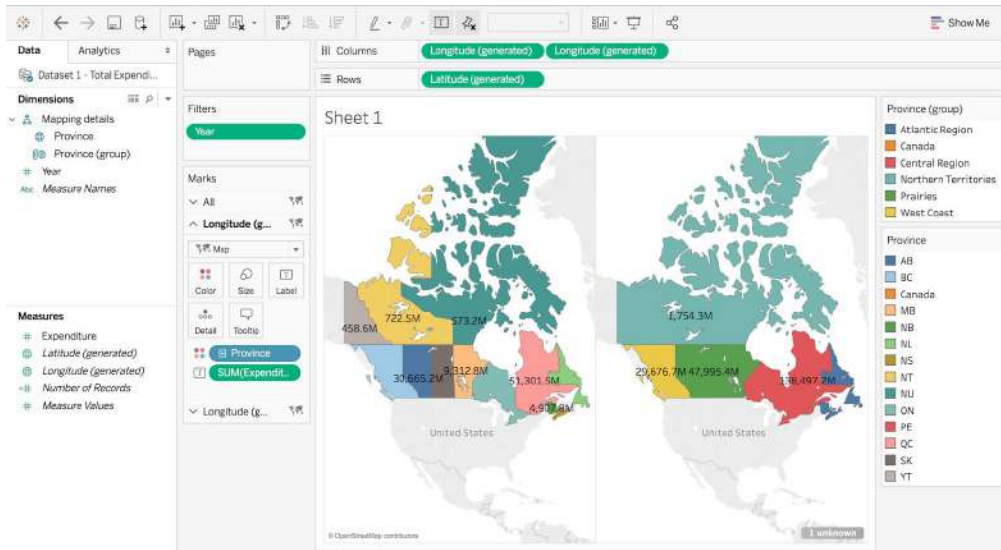 Show Me
Data
Analytics
Dataset 1 - Total Expendi...
Dimensions
Mapping details
Province
Province (group)
Year
Abc
Measure Names
Measures
Expenditure
Latitude (generated)
Longitude (generated)
Number of Records
Measure Values
Pages
Filters
Year
Marks
All
Longitude (g...
Map
Color
Size
Label
Detail
Tooltip
Province
SUM(Expendit..
Longitude (g...
Columns
Longitude (generated)
Longitude (generated)
Rows
Latitude (generated)
Sheet 1
458.6M
722.5M
573.2M
30,665.2M
9,312.8M
51,301.5M
4,907.8M
United States
© OpenStreetMap contributors
1,754.3M
29,676.7M
47,995.4M
138,497.2M
United States
1 unknown
Province (group)
Atlantic Region
Canada
Central Region
Northern Territories
Prairies
West Coast
Province
AB
BC
Canada
MB
NB
NL
NS
NT
NU
ON
PE
QC
SK
YT